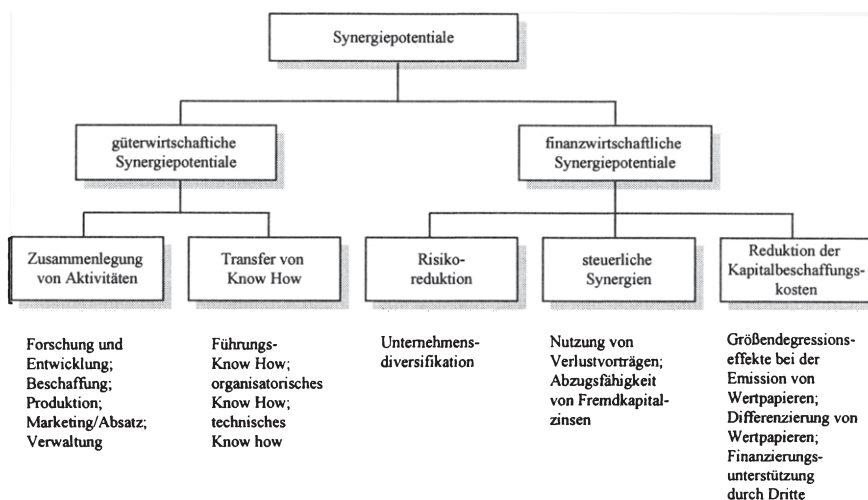 Synergiepotentiale
güterwirtschaftiche
Synergiepotentiale
finanzwirtschaftliche
Synergiepotentiale
Zusammenlegung
von Aktivitäten
Transfer von
Know How
Risiko-
reduktion
steuerliche
Synergien
Reduktion der
Kapitalbeschaffungs-
kosten
Forschung und
Entwicklung;
Beschaffung;
Produktion;
Marketing/Absatz;
Verwaltung
Führungs-
Know How;
organisatorisches
Know How;
technisches
Know how
Unternehmens-
diversifikation
Nutzung von
Verlustvorträgen;
Abzugsfähigkeit
von Fremdkapital-
zinsen
Größendegressions-
effekte bei der
Emission von
Wertpapieren;
Differenzierung von
Wertpapieren;
Finanzierungs-
unterstützung
durch Dritte